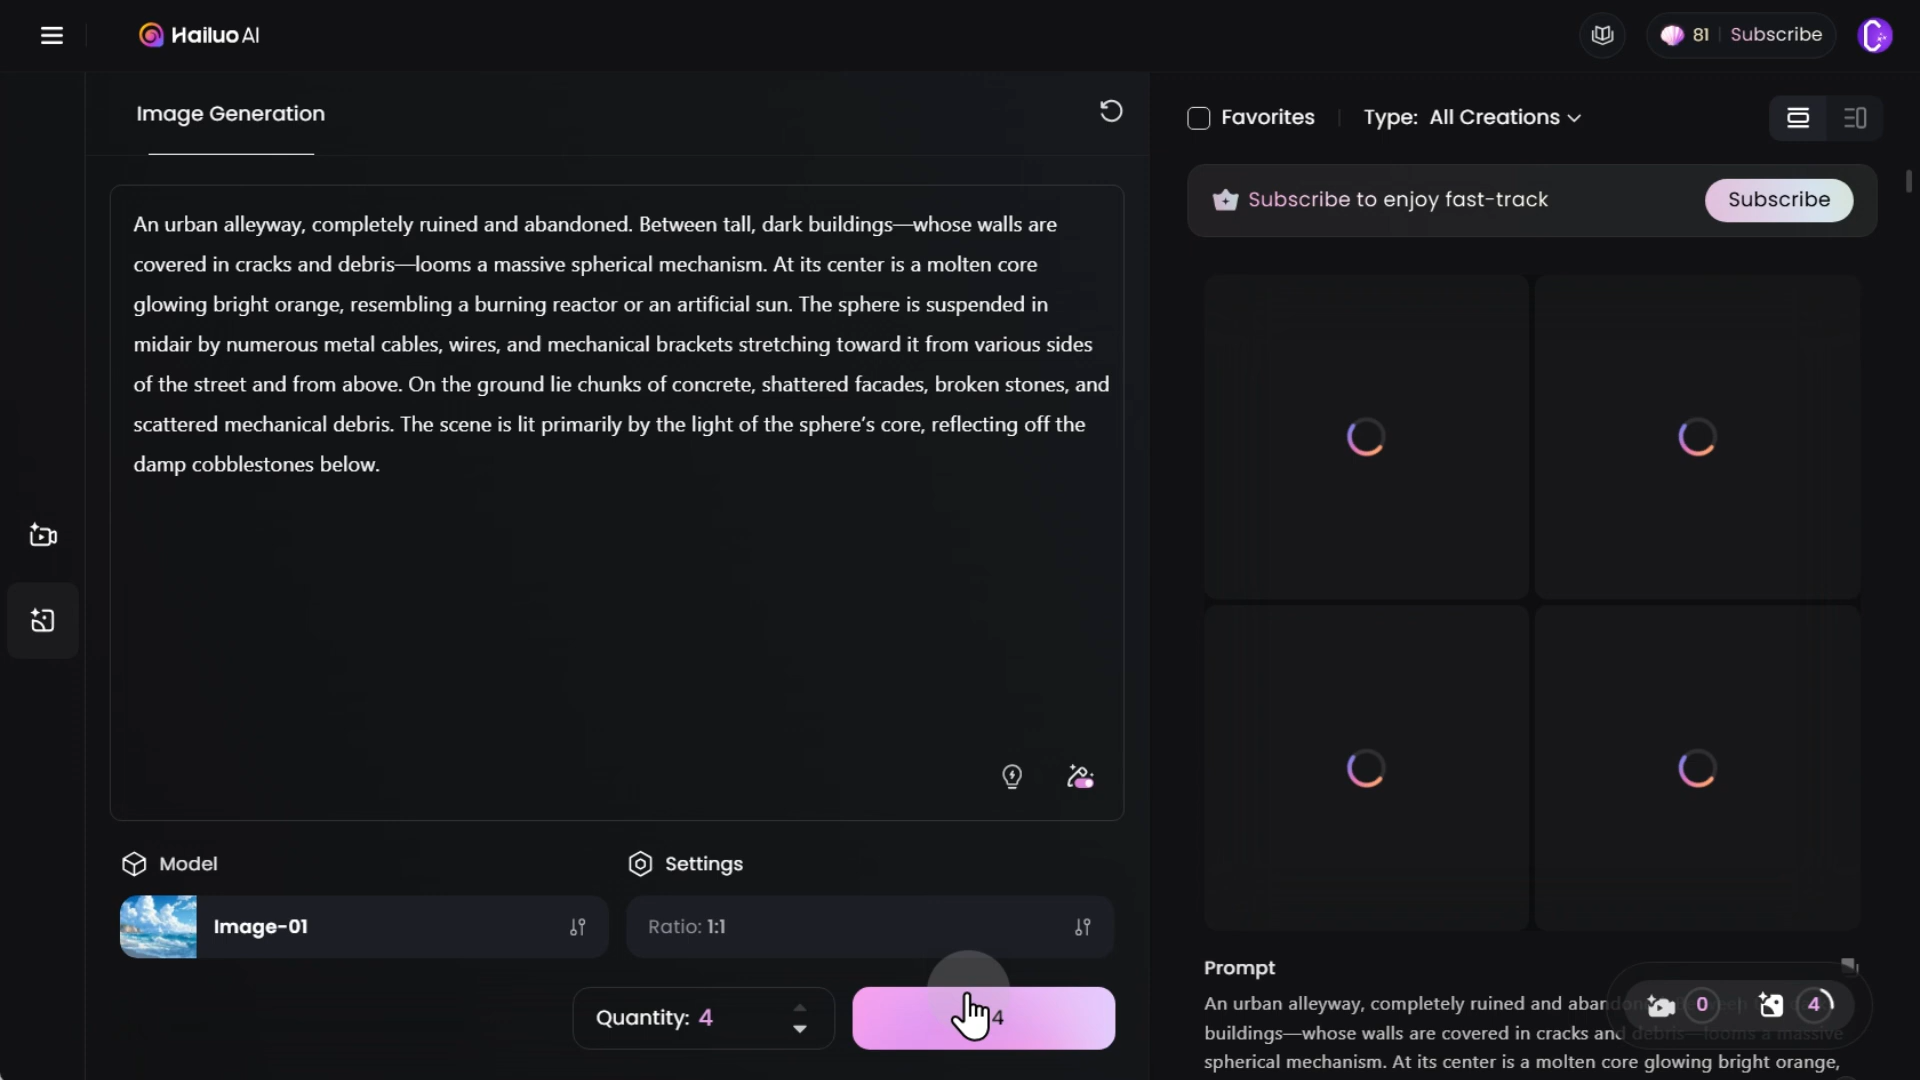 Hailuo AI
81
Subscribe
Image Generation
An urban alleyway, completely ruined and abandoned. Between tall, dark buildings—whose walls are
covered in cracks and debris—looms a massive spherical mechanism. At its center is a molten core
glowing bright orange, resembling a burning reactor or an artificial sun. The sphere is suspended in
midair by numerous metal cables, wires, and mechanical brackets stretching toward it from various sides
of the street and from above. On the ground lie chunks of concrete, shattered facades, broken stones, and
scattered mechanical debris. The scene is lit primarily by the light of the sphere’s core, reflecting off the
damp cobblestones below.
Model
Settings
Image-01
Ratio: 1:1
Quantity: 4
4
Favorites
Type: All Creations
Subscribe to enjoy fast-track
Subscribe
Prompt
An urban alleyway, completely ruined and
buildings—whose walls are covered in cracks and debris—looms a massive
spherical mechanism. At its center is a molten core glowing bright orange,
0
4